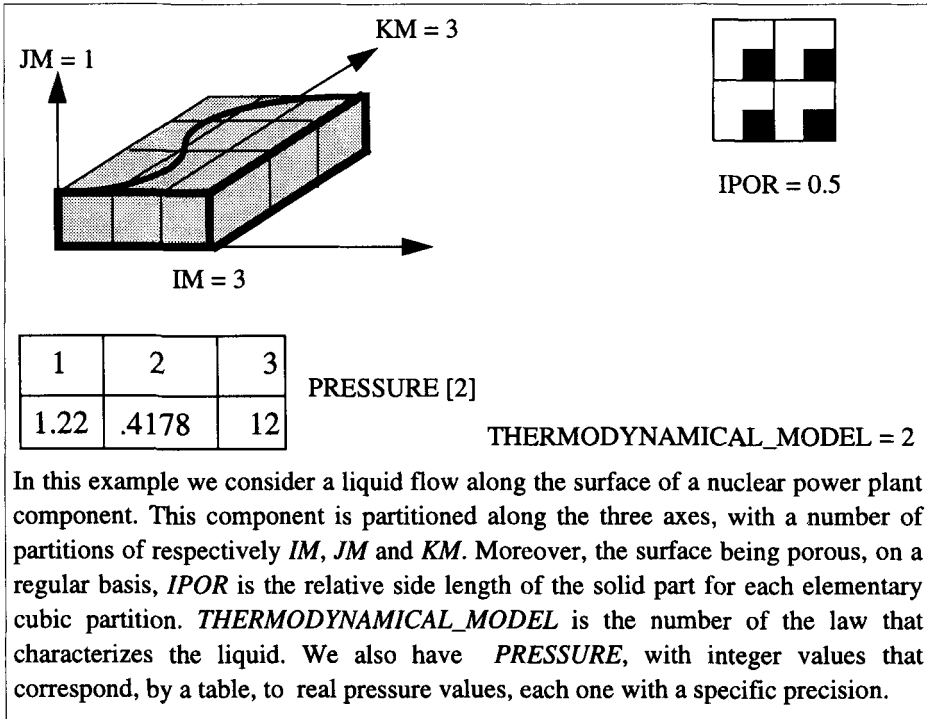 KM = 3
JM = 1
IPOR = 0.5
IM = 3
1 2 3
PRESSURE [2]
1.22 .4178 12
THERMODYNAMICAL_MODEL = 2
In this example we consider a liquid flow along the surface of a nuclear power plant
component. This component is partitioned along the three axes, with a number of
partitions of respectively IM, JM and KM. Moreover, the surface being porous, on a
regular basis, IPOR is the relative side length of the solid part for each elementary
cubic partition. THERMODYNAMICAL_MODEL is the number of the law that
characterizes the liquid. We also have PRESSURE, with integer values that
correspond, by a table, to real pressure values, each one with a specific precision.